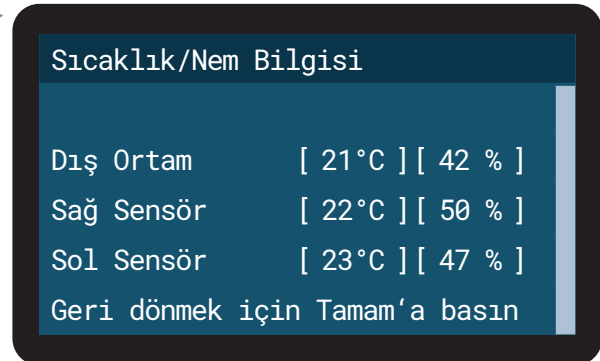 Sıcaklık/Nem Bilgisi
Dış Ortam [ 21°C ][ 42 % ]
Sağ Sensör [ 22°C ][ 50 % ]
Sol Sensör [ 23°C ][ 47 % ]
Geri dönmek için Tamam‘a basın